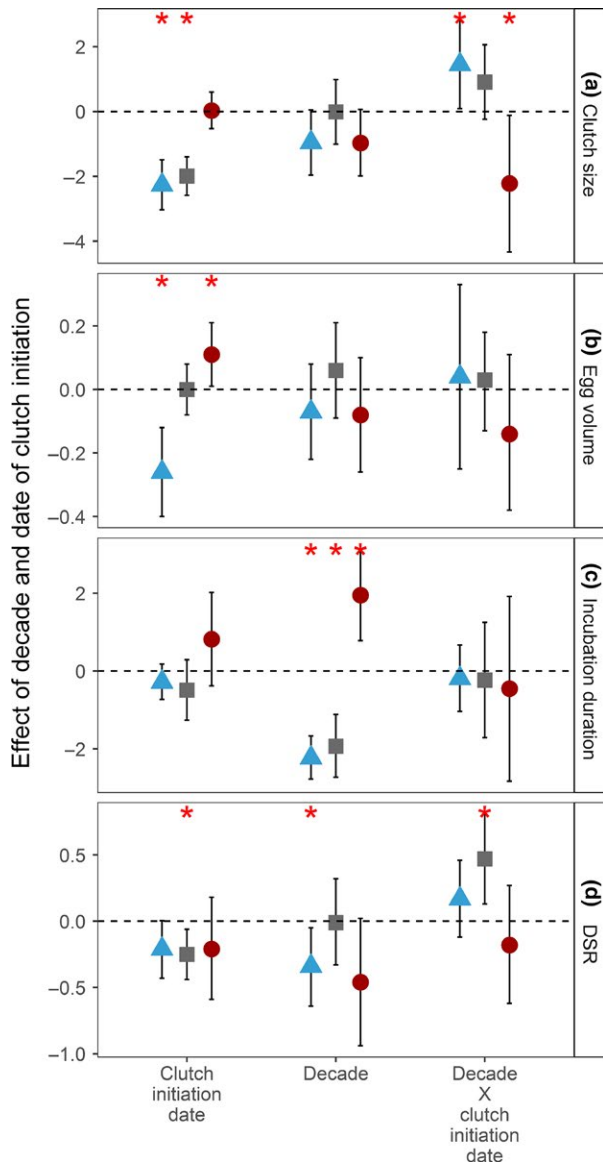 Effect of decade and date of clutch initiation
* * * *
2
0
−2
−4
(a) Clutch size
* *
0.2
0.0
−0.2
−0.4
(b) Egg volume
* * *
2
0
−2
(c) Incubation duration
* * *
0.5
0.0
−0.5
−1.0
(d) DSR
Clutch
initiation
date
Decade
Decade
X
clutch
initiation
date